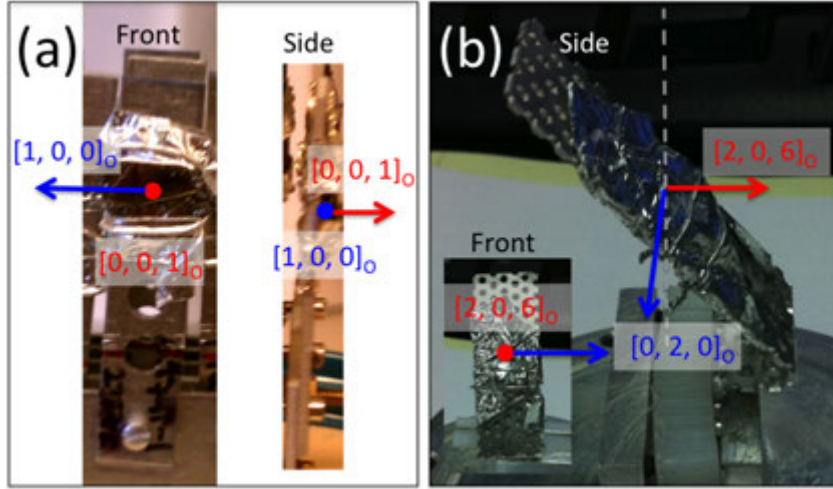 (a)
Front
Side
[1, 0, 0]O
[0, 0, 1]O
[0, 0, 1]O
[1, 0, 0]O
(b)
Side
[2, 0, 6]O
Front
[2, 0, 6]O
[0, 2, 0]O